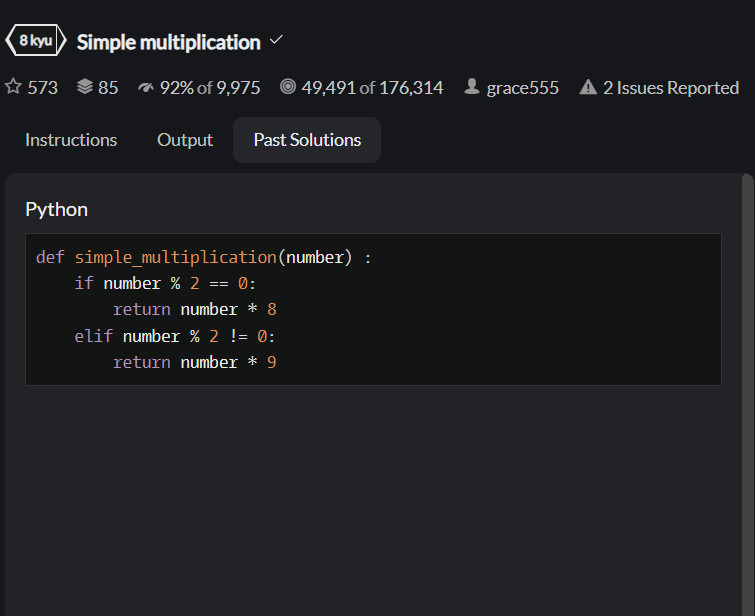 8 kyu Simple multiplication
573 85 92% of 9,975 49,491 of 176,314 grace555 2 Issues Reported
Instructions Output Past Solutions
Python
def simple_multiplication(number) :
    if number % 2 == 0:
        return number * 8
    elif number % 2 != 0:
        return number * 9